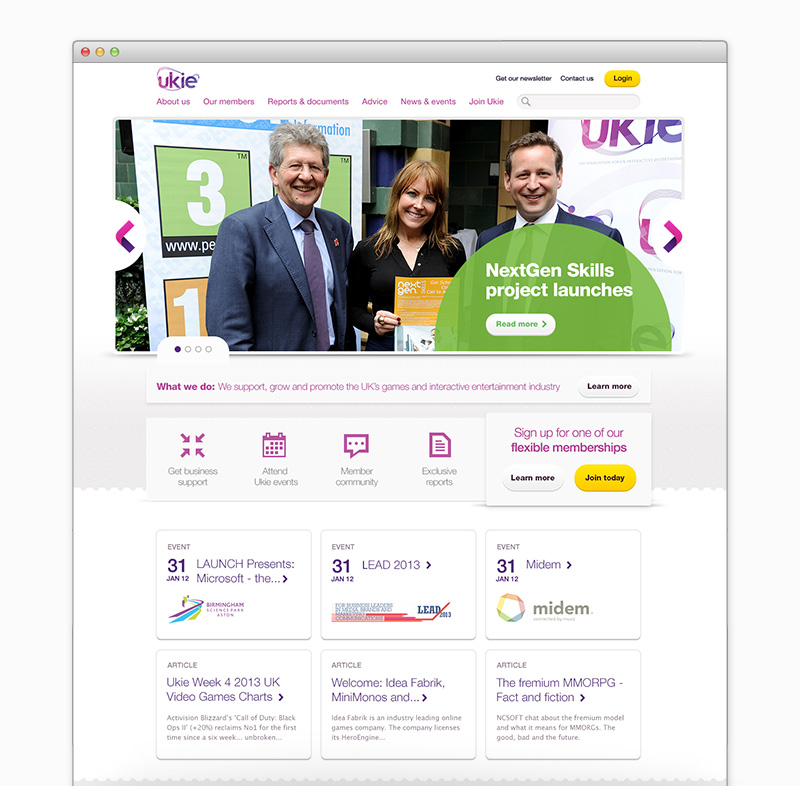 ukie
Get our newsletter
Contact us
Login
About us
Our members
Reports & documents
Advice
News & events
Join Ukie
Information
3
TM
www.pe
ukie
next
gen.
NextGen Skills
project launches
Read more
What we do: We support, grow and promote the UK's games and interactive entertainment industry
Learn more
Get business
support
Attend
Ukie events
Member
community
Exclusive
reports
Sign up for one of our
flexible memberships
Learn more
Join today
EVENT
31
JAN 12
LAUNCH Presents:
Microsoft - the...
BIRMINGHAM
SCIENCE PARK
ASTON
EVENT
31
JAN 12
LEAD 2013
FOR BUSINESS LEADERS
IN MEDIA, BRANDS AND
MARKETING
COMMUNICATIONS
LEAD
2013
EVENT
31
JAN 12
Midem
midem.
connected by music
ARTICLE
Ukie Week 4 2013 UK
Video Games Charts
Activision Blizzard's 'Call of Duty: Black
Ops II' (+20%) reclaims No1 for the first
time since a six week... unbroken...
ARTICLE
Welcome: Idea Fabrik,
MiniMonos and...
Idea Fabrik is an industry leading online
games company. The company licenses
its HeroEngine...
ARTICLE
The fremium MMORPG -
Fact and fiction
NCSOFT chat about the fremium model
and what it means for MMORGs. The
good, bad and the future.